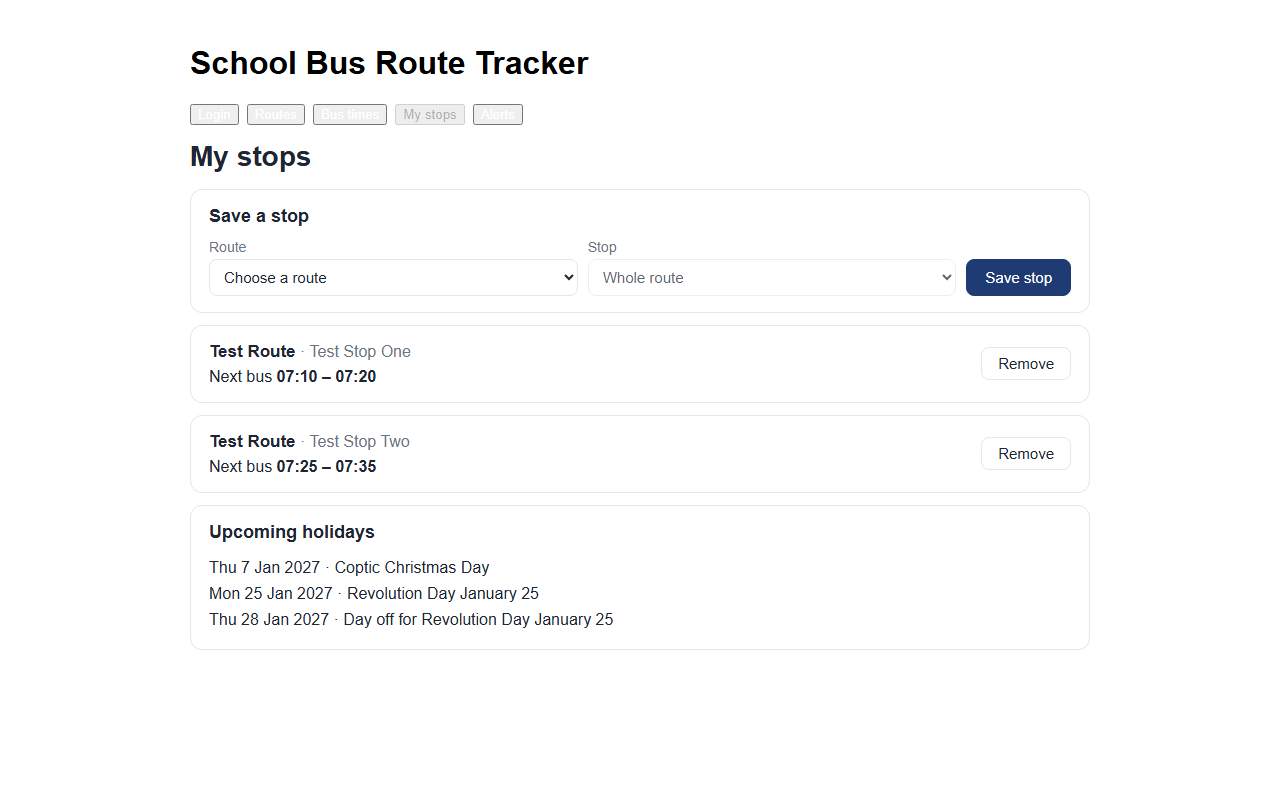 School Bus Route Tracker
Login Routes Bus times My stops Alerts
My stops
Save a stop
Route Stop
Choose a route Whole route Save stop
Test Route · Test Stop One
Next bus 07:10 – 07:20
Remove
Test Route · Test Stop Two
Next bus 07:25 – 07:35
Remove
Upcoming holidays
Thu 7 Jan 2027 · Coptic Christmas Day
Mon 25 Jan 2027 · Revolution Day January 25
Thu 28 Jan 2027 · Day off for Revolution Day January 25